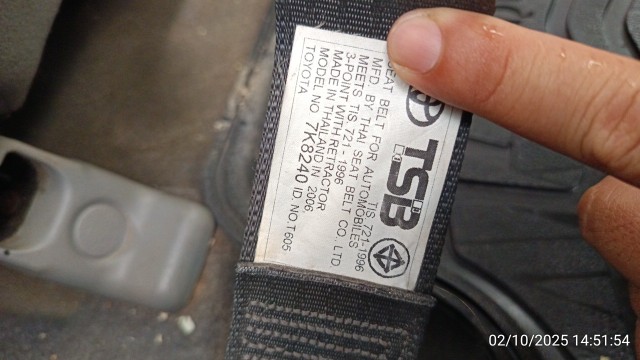 TSB
TIS 721-1996
SEAT BELT FOR AUTOMOBILES
MFD. BY THAI SEAT BELT CO., LTD
MEETS TIS 721-1996
3-POINT WITH RETRACTOR
MADE IN THAILAND IN 2006
MODEL NO. 7K8240 ID.NO.T605
TOYOTA
02/10/2025 14:51:54